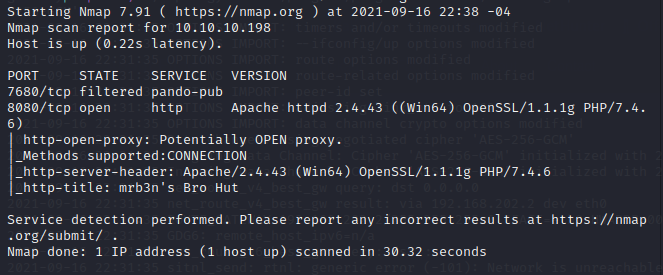 Starting Nmap 7.91 ( https://nmap.org ) at 2021-09-16 22:38 -04
Nmap scan report for 10.10.10.198
Host is up (0.22s latency).
PORT     STATE    SERVICE   VERSION
7680/tcp filtered pando-pub
8080/tcp open     http      Apache httpd 2.4.43 ((Win64) OpenSSL/1.1.1g PHP/7.4.
6)
| http-open-proxy: Potentially OPEN proxy.
|_Methods supported:CONNECTION
|_http-server-header: Apache/2.4.43 (Win64) OpenSSL/1.1.1g PHP/7.4.6
|_http-title: mrb3n's Bro Hut
Service detection performed. Please report any incorrect results at https://nmap
.org/submit/ .
Nmap done: 1 IP address (1 host up) scanned in 30.32 seconds